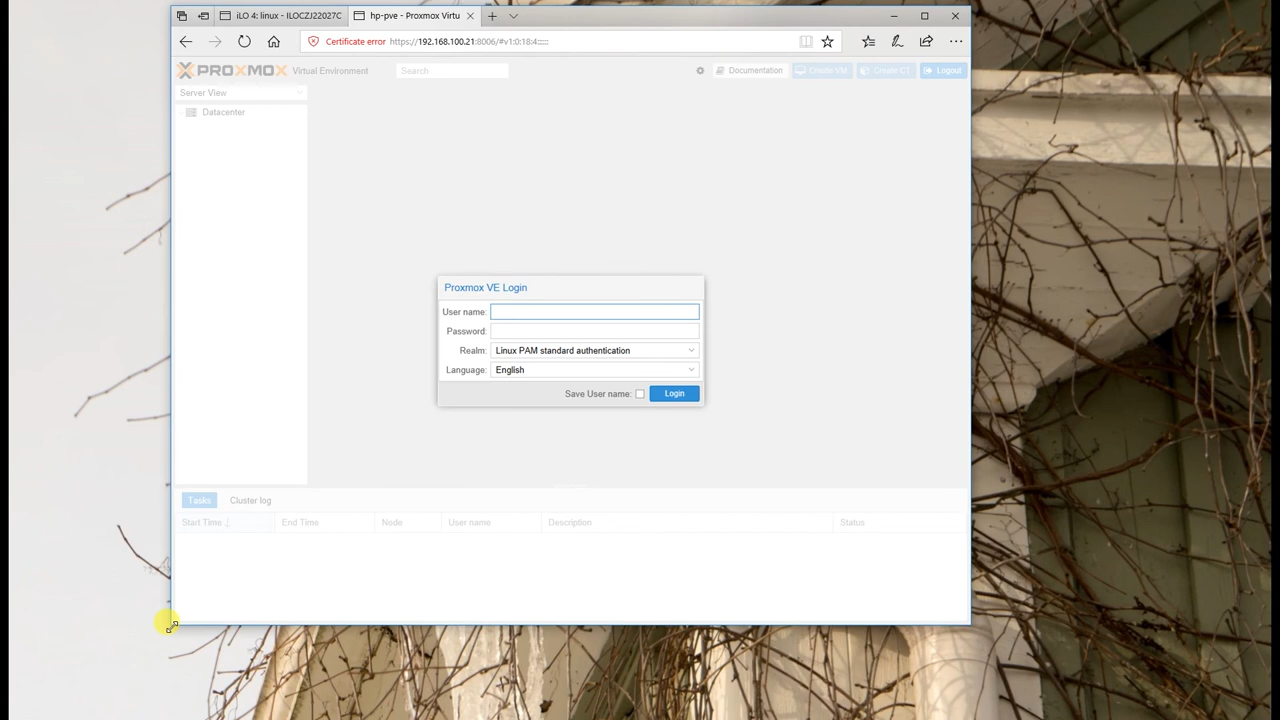 iLO 4: linux - ILOCZJ22027C
hp-pve - Proxmox Virtu
Certificate error https://192.168.100.21:8006/#v1:0:18:4::::::
PROXMOX Virtual Environment
Search
Documentation
Create VM
Create CT
Logout
Server View
Datacenter
Proxmox VE Login
User name:
Password:
Realm: Linux PAM standard authentication
Language: English
Save User name:
Login
Tasks
Cluster log
Start Time
End Time
Node
User name
Description
Status